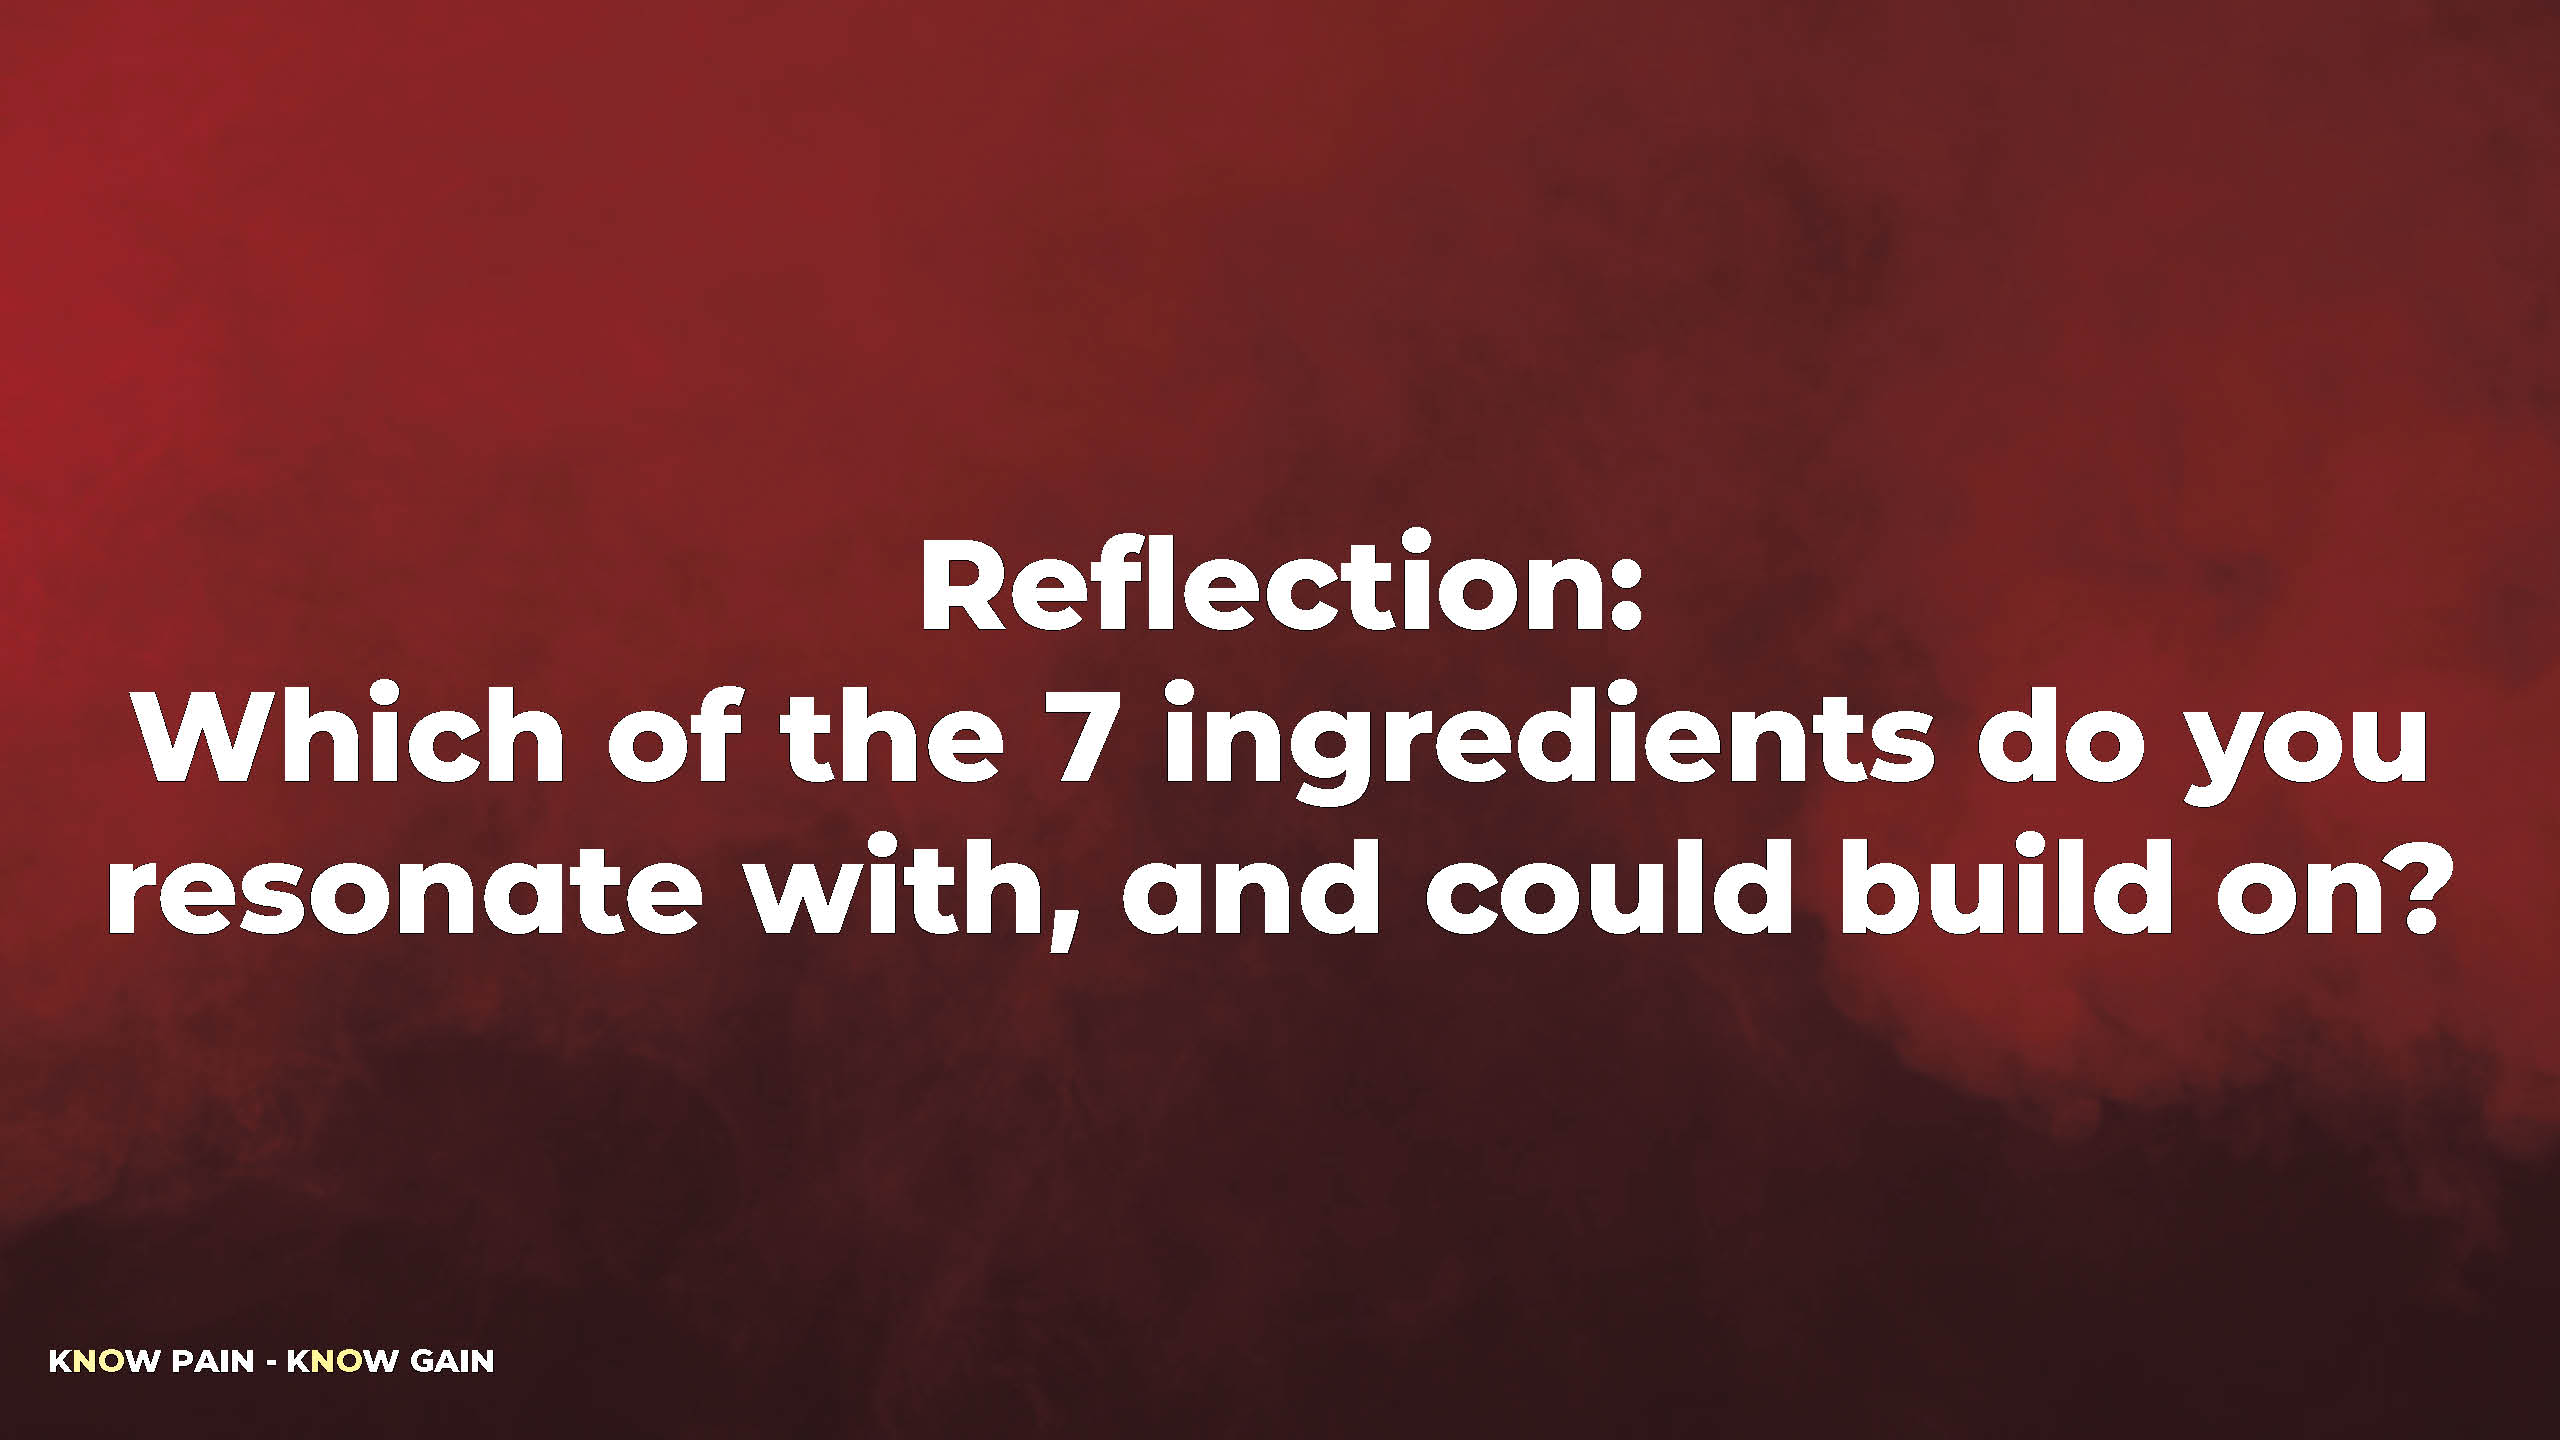 Reflection:
Which of the 7 ingredients do you
resonate with, and could build on?
KNOW PAIN - KNOW GAIN